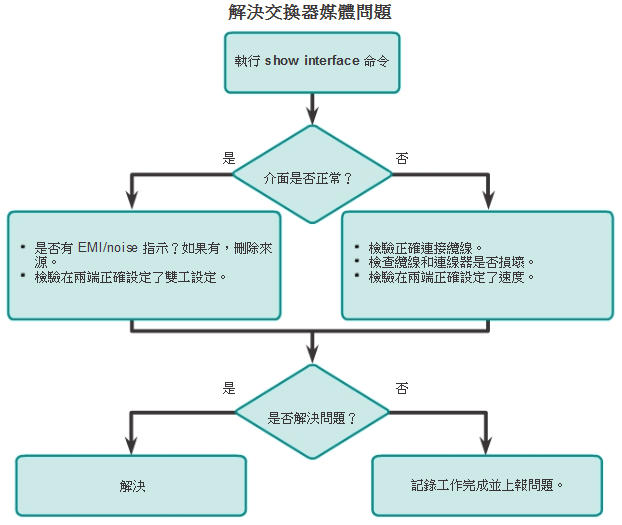 解決交換器媒體問題
執行 show interface 命令
是
否
介面是否正常？
• 是否有 EMI/noise 指示？如果有，刪除來
源。
• 檢驗在兩端正確設定了雙工設定。
• 檢驗正確連接纜線。
• 檢查纜線和連線器是否損壞。
• 檢驗在兩端正確設定了速度。
是
否
是否解決問題？
解決
記錄工作完成並上報問題。